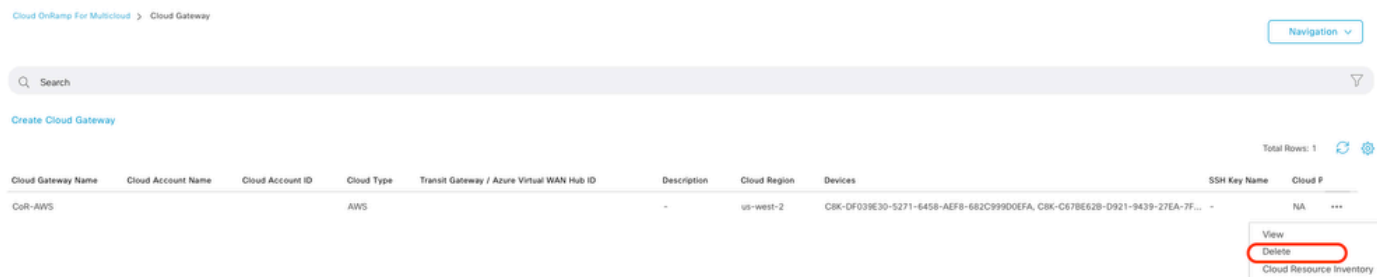 Cloud OnRamp For Multicloud > Cloud Gateway
Navigation
Search
Create Cloud Gateway
Total Rows: 1
Cloud Gateway Name Cloud Account Name Cloud Account ID Cloud Type Transit Gateway / Azure Virtual WAN Hub ID Description Cloud Region Devices SSH Key Name Cloud P
CoR-AWS AWS - us-west-2 C8K-DF039E30-5271-6458-AEF8-682C999D0EFA, C8K-C67BE62B-D921-9439-27EA-7F... - NA ...
View
Delete
Cloud Resource Inventory